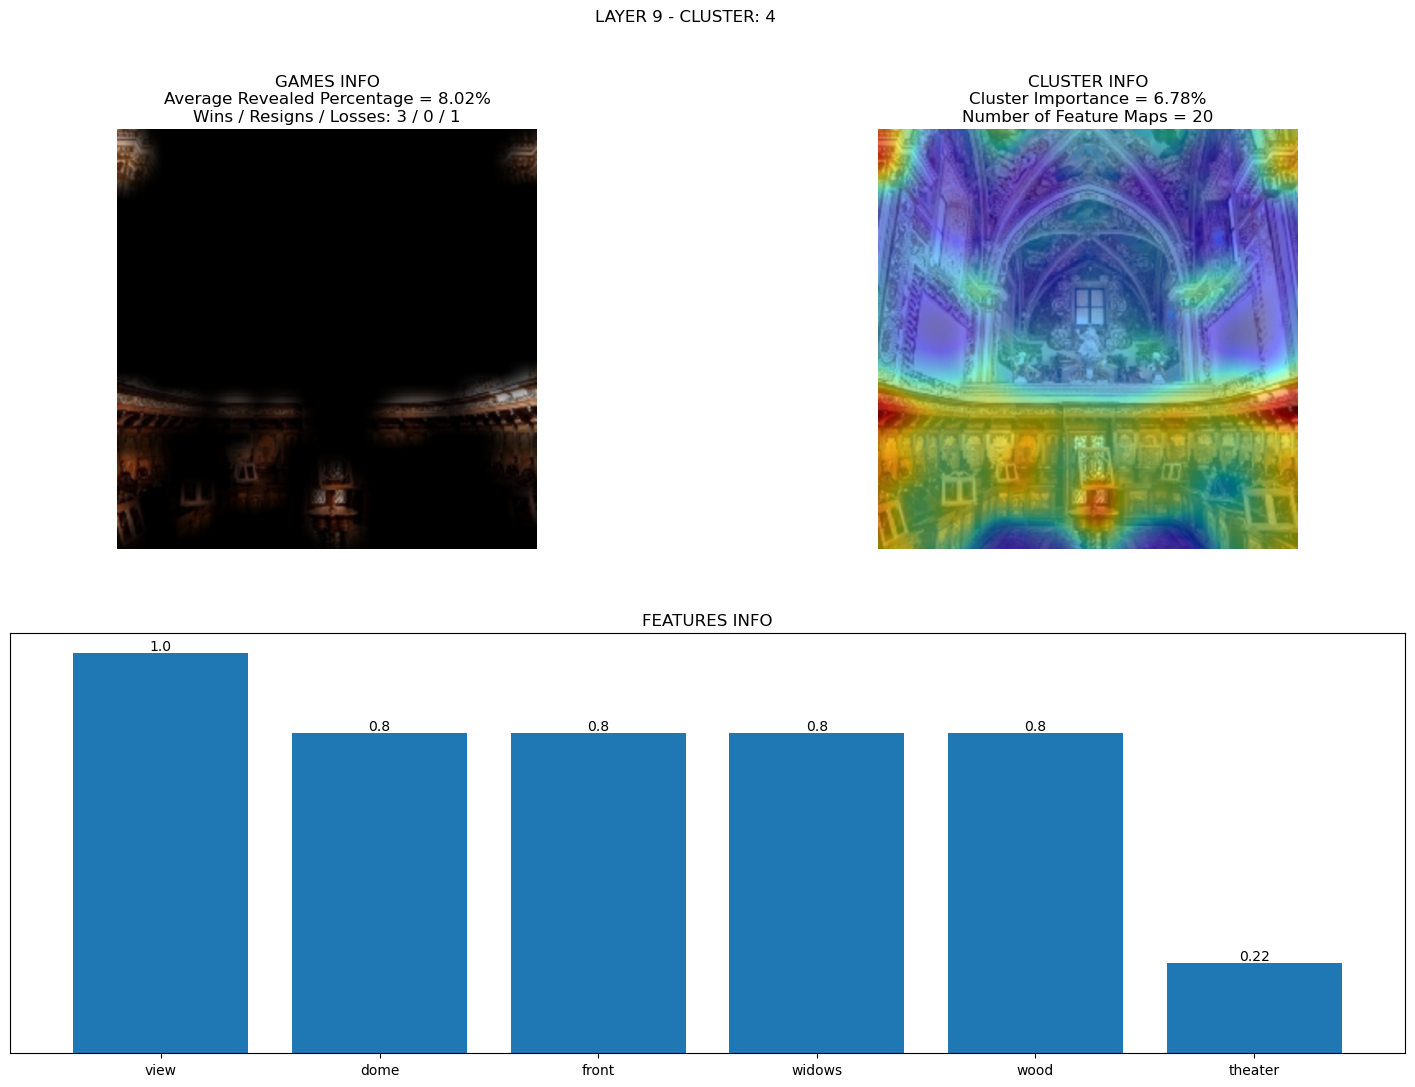 LAYER 9 - CLUSTER: 4
GAMES INFO
Average Revealed Percentage = 8.02%
Wins / Resigns / Losses: 3 / 0 / 1
CLUSTER INFO
Cluster Importance = 6.78%
Number of Feature Maps = 20
FEATURES INFO
1.0
0.8
0.8
0.8
0.8
0.22
view
dome
front
widows
wood
theater